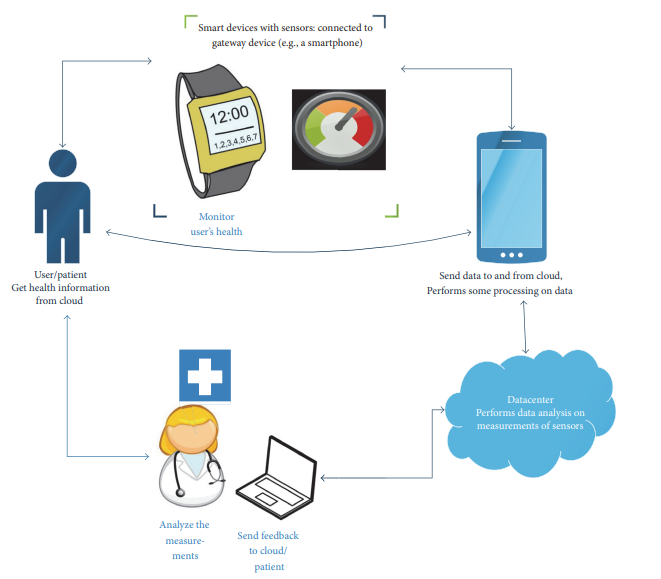 Smart devices with sensors: connected to
gateway device (e.g., a smartphone)
12:00
1,2,3,4,5,6,7
Monitor
user's health
User/patient
Get health information
from cloud
Send data to and from cloud,
Performs some processing on data
Datacenter
Performs data analysis on
measurements of sensors
Analyze the
measure-
ments
Send feedback
to cloud/
patient